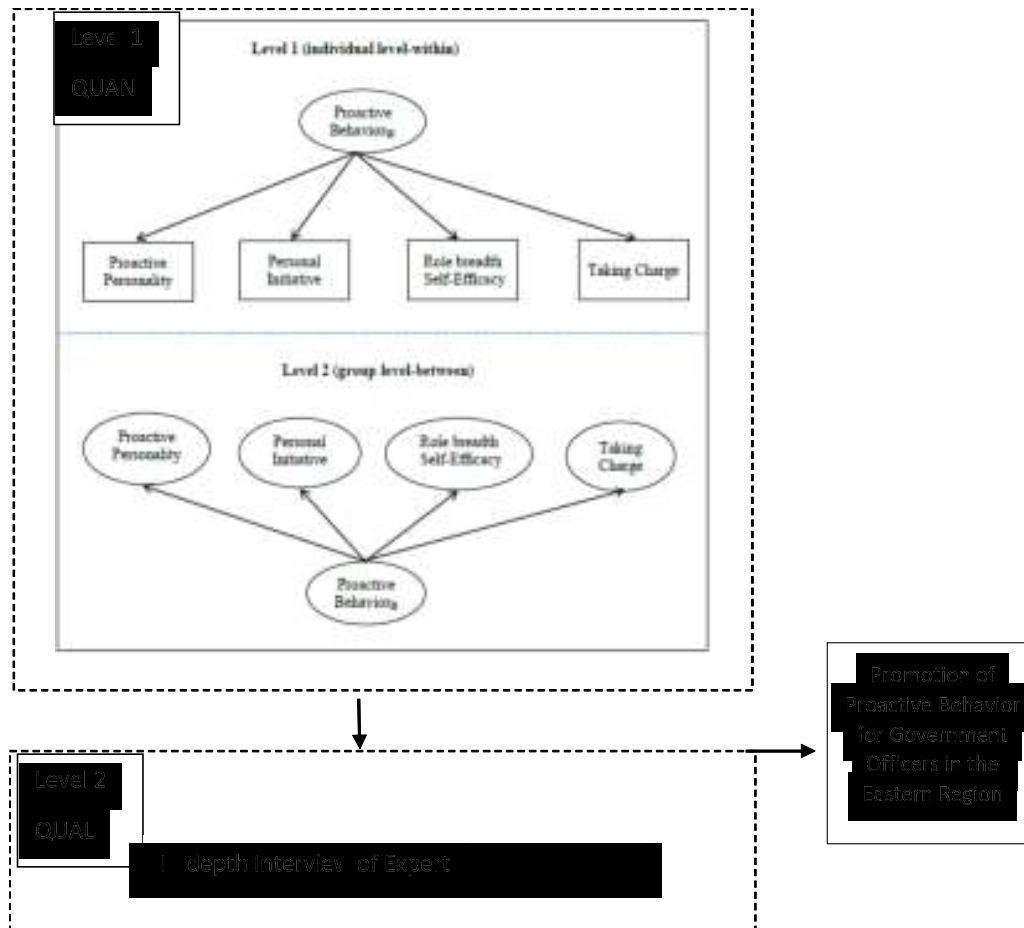 Level 1
QUAN
Level 1 (individual level-within)
Proactive
Behavior
Proactive
Personality
Personal
Initiative
Role breadth
Self-Efficacy
Taking Charge
Level 2 (group level-between)
Proactive
Personality
Personal
Initiative
Role breadth
Self-Efficacy
Taking
Charge
Proactive
Behavior
Promotion of
Proactive Behavior
for Government
Officers in the
Eastern Region
Level 2
QUAL
depth Interview of Expert